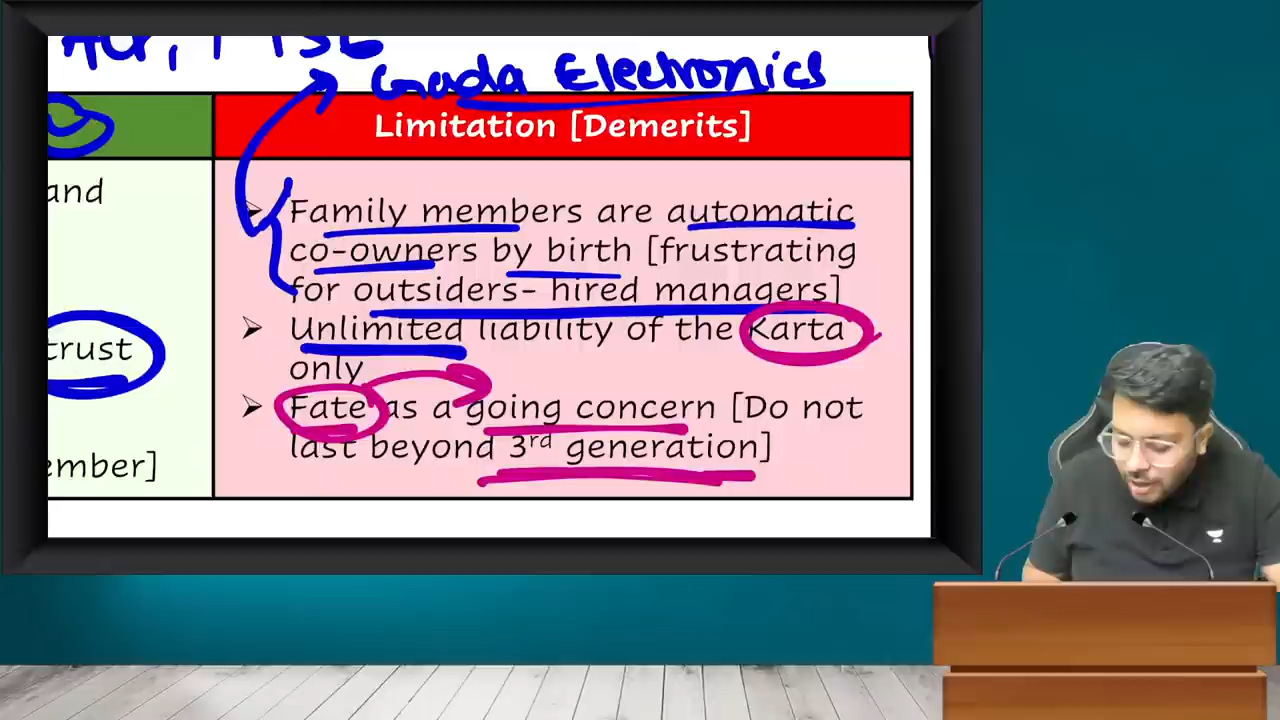 Gada Electronics
Limitation [Demerits]
and
Family members are automatic
co-owners by birth [frustrating
for outsiders- hired managers]
Unlimited liability of the Karta
trust
only
Fate as a going concern [Do not
last beyond 3rd generation]
ember]